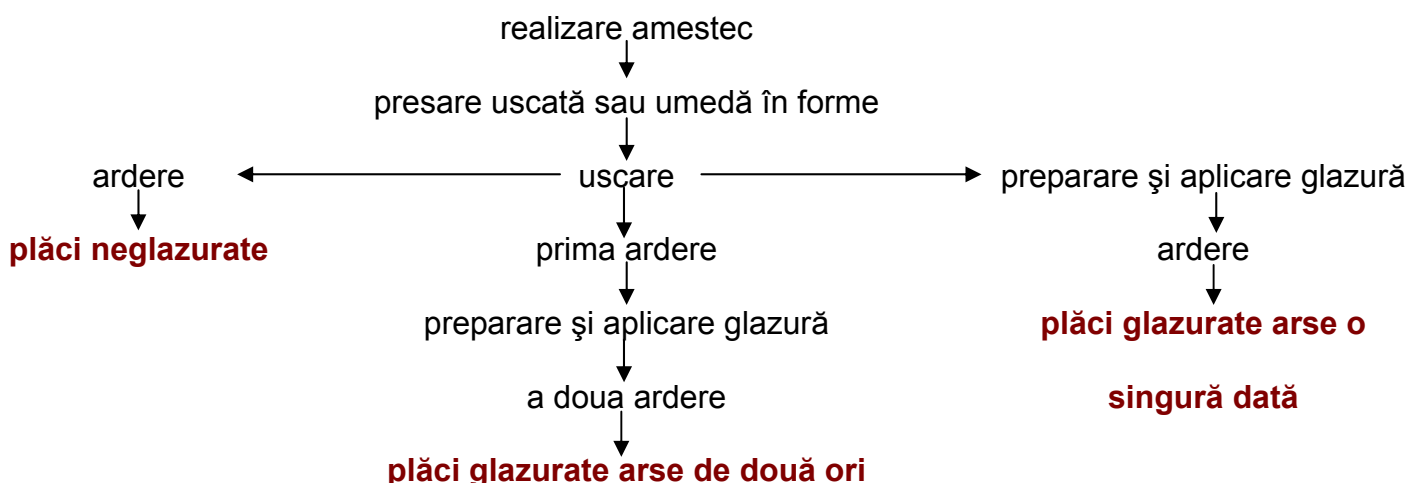 realizare amestec
presare uscată sau umedă în forme
ardere uscare preparare şi aplicare glazură
plăci neglazurate prima ardere ardere
preparare şi aplicare glazură plăci glazurate arse o
a doua ardere singură dată
plăci glazurate arse de două ori